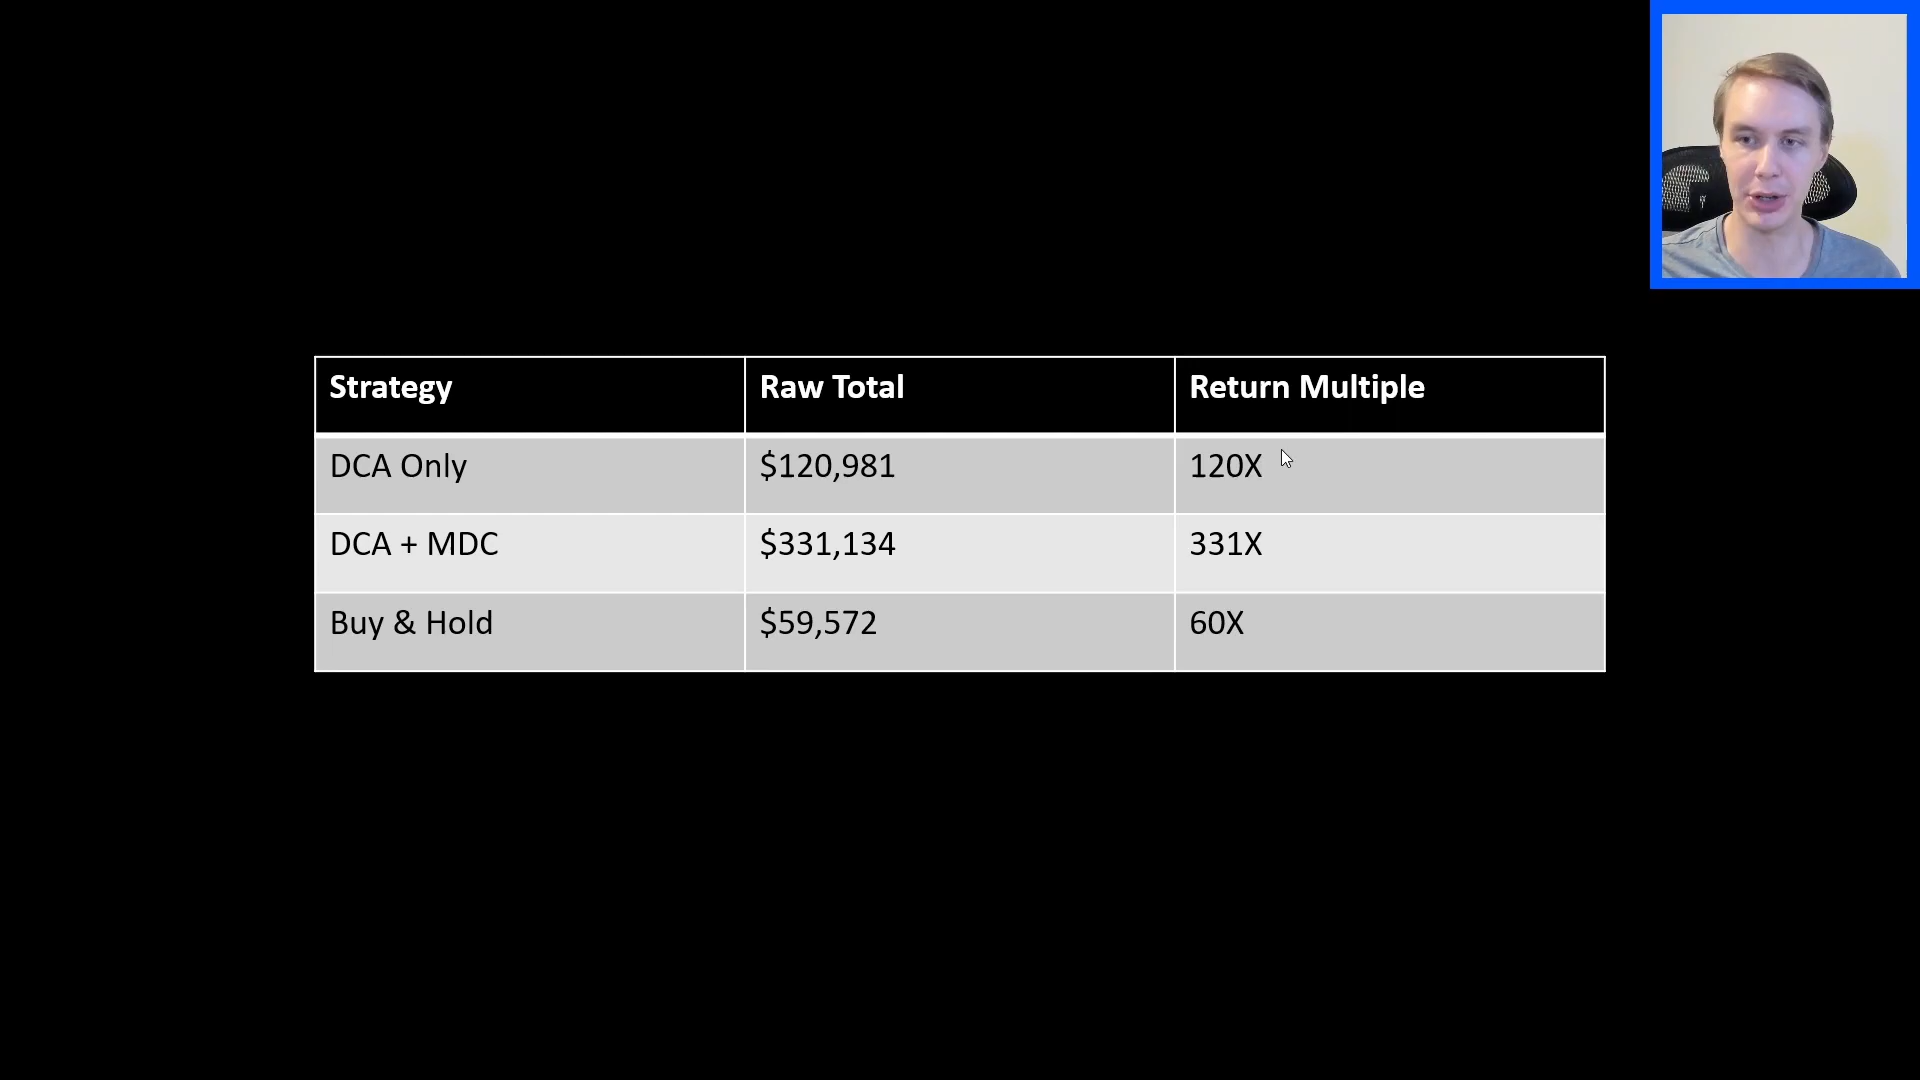 Strategy Raw Total Return Multiple
DCA Only $120,981 120X
DCA + MDC $331,134 331X
Buy & Hold $59,572 60X